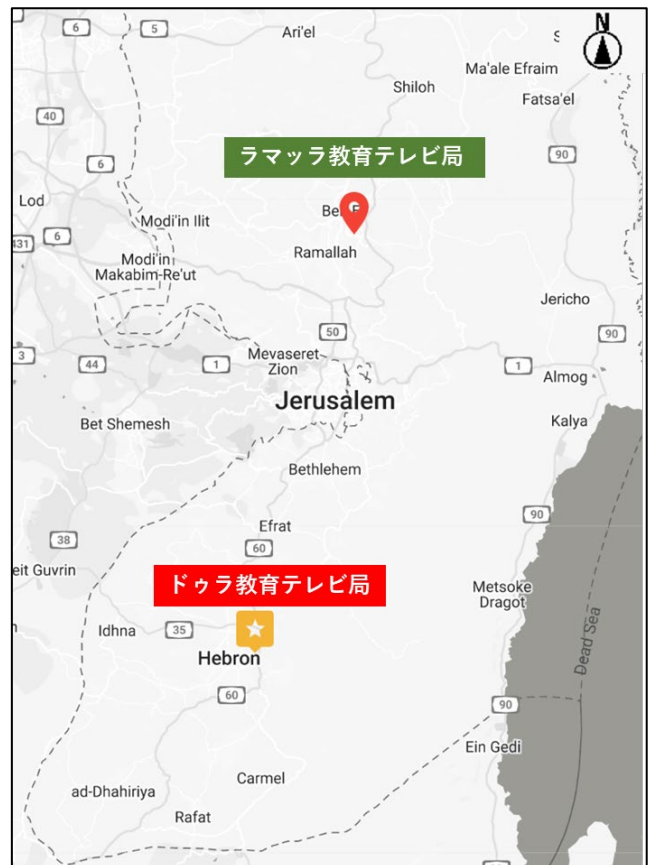 N
6
5
Ari'el
Ma'ale Efraim
Shiloh
Fatsa'el
40
6
90
ラマッラ教育テレビ局
Lod
Modi'in Ilit
431
6
Ramallah
Modi'in
Makabim-Re'ut
Jericho
50
90
3
44
1
Mevaseret
Zion
1
Almog
Jerusalem
Bet Shemesh
Kalya
Bethlehem
90
Efrat
38
60
eit Guvrin
ドゥラ教育テレビ局
Metsoke
Dragot
Idhna
35
Dead Sea
Hebron
60
90
Ein Gedi
Carmel
ad-Dhahiriya
Rafat